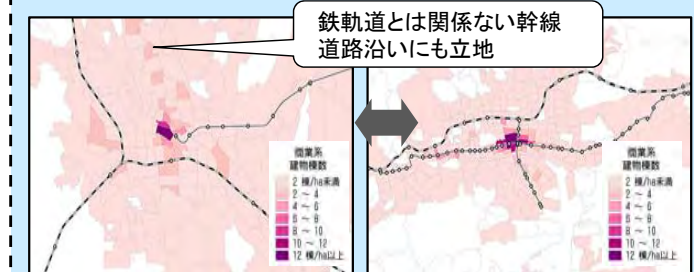 鉄軌道とは関係ない幹線
道路沿いにも立地
商業系
建物棟数
2 棟/ha未満
2 ～ 4
4 ～ 6
6 ～ 8
8 ～ 10
10 ～ 12
12 棟/ha以上
商業系
建物棟数
2 棟/ha未満
2 ～ 4
4 ～ 6
6 ～ 8
8 ～ 10
10 ～ 12
12 棟/ha以上